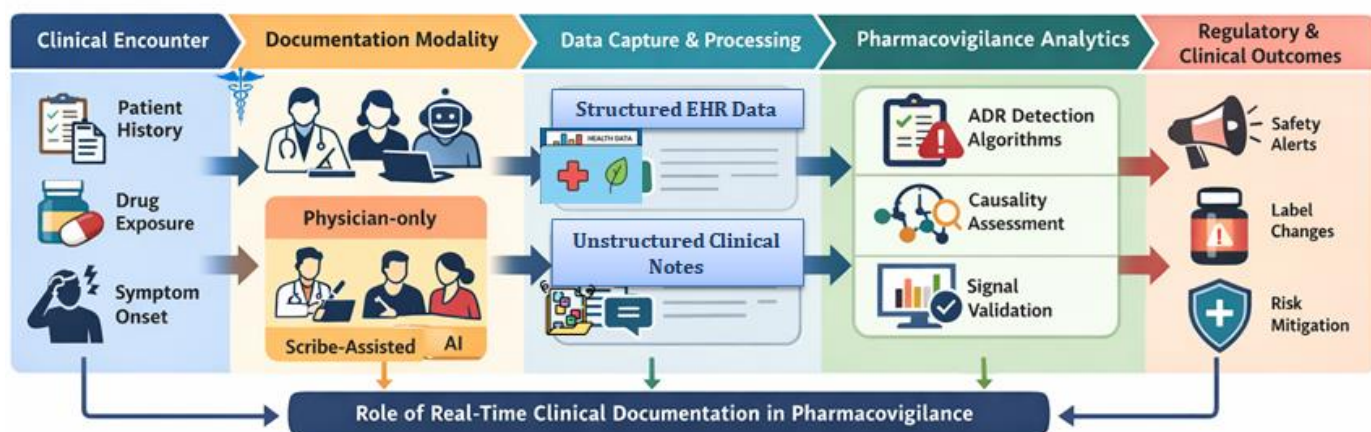 Clinical Encounter
Documentation Modality
Data Capture & Processing
Pharmacovigilance Analytics
Regulatory &
Clinical Outcomes
Patient
History
Drug
Exposure
Symptom
Onset
Physician-only
Scribe-Assisted
AI
Structured EHR Data
HEALTH DATA
Unstructured Clinical
Notes
ADR Detection
Algorithms
Causality
Assessment
Signal
Validation
Safety
Alerts
Label
Changes
Risk
Mitigation
Role of Real-Time Clinical Documentation in Pharmacovigilance